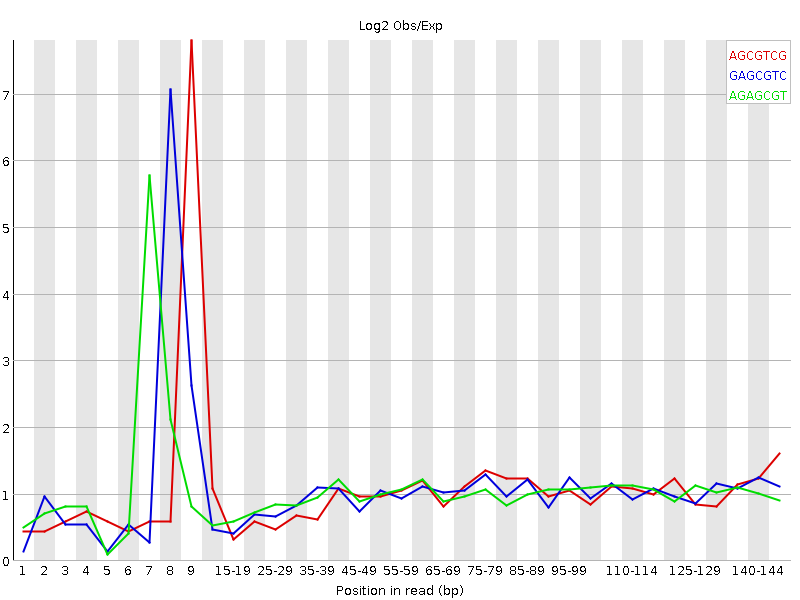 Log2 Obs/Exp
AGCGTCG
GAGCGTC
AGAGCGT
7
6
5
4
3
2
1
0
1 2 3 4 5 6 7 8 9 15-19 25-29 35-39 45-49 55-59 65-69 75-79 85-89 95-99 110-114 125-129 140-144
Position in read (bp)